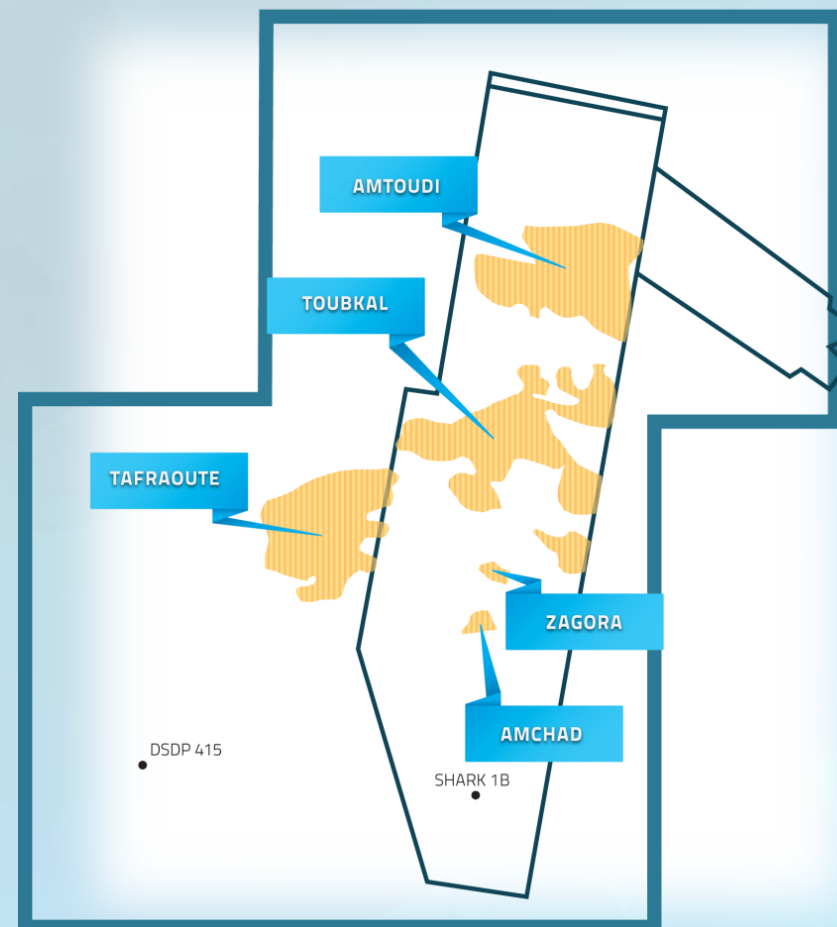 AMTOUDI
TOUBKAL
TAFRAOUTE
ZAGORA
AMCHAD
DSDP 415
SHARK 1B